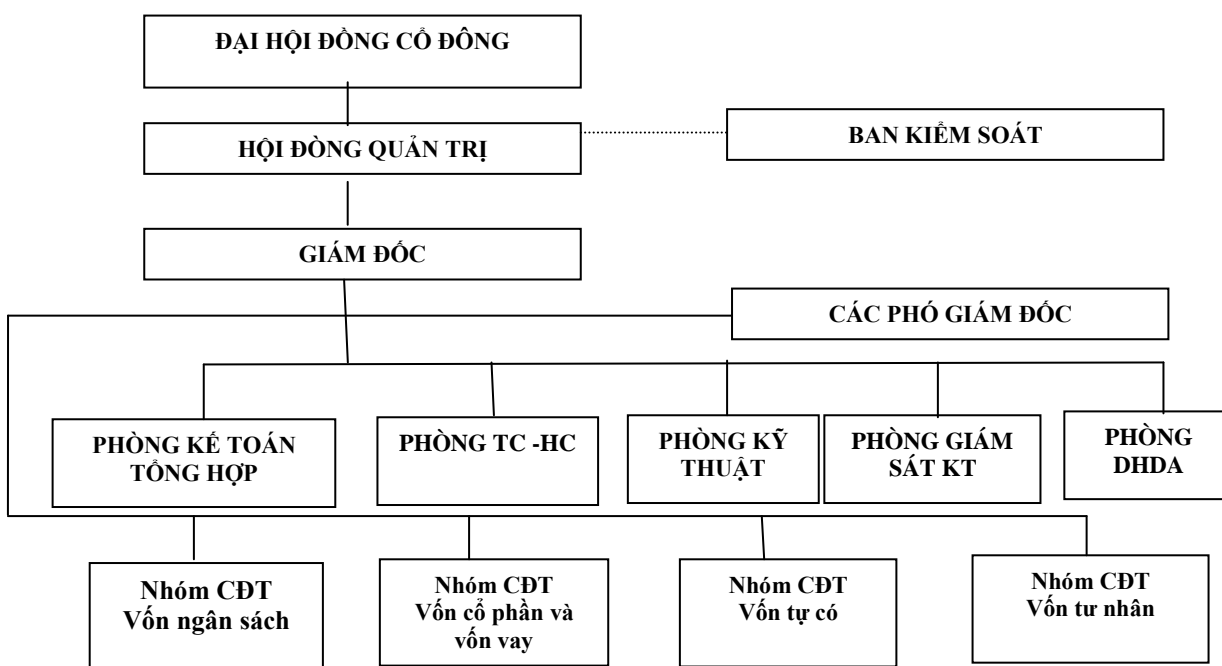 ĐẠI HỘI ĐỒNG CỔ ĐÔNG
HỘI ĐÒNG QUẢN TRỊ
BAN KIỂM SOÁT
GIÁM ĐỐC
CÁC PHÓ GIÁM ĐỐC
PHÒNG KẾ TOÁN
TỔNG HỢP
PHÒNG TC -HC
PHÒNG KỸ
THUẬT
PHÒNG GIÁM
SÁT KT
PHÒNG
DHDA
Nhóm CĐT
Vốn ngân sách
Nhóm CĐT
Vốn cổ phần và
vốn vay
Nhóm CĐT
Vốn tự có
Nhóm CĐT
Vốn tư nhân